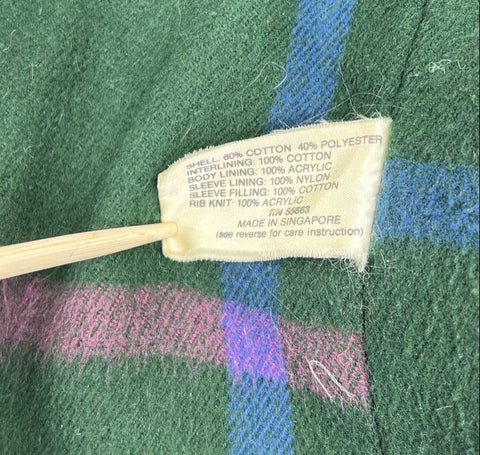 SHELL: 60% COTTON 40% POLYESTER
INTERLINING: 100% COTTON
BODY LINING: 100% ACRYLIC
SLEEVE LINING: 100% NYLON
SLEEVE FILLING: 100% COTTON
RIB KNIT: 100% ACRYLIC
RN 55563
MADE IN SINGAPORE
(see reverse for care instruction)